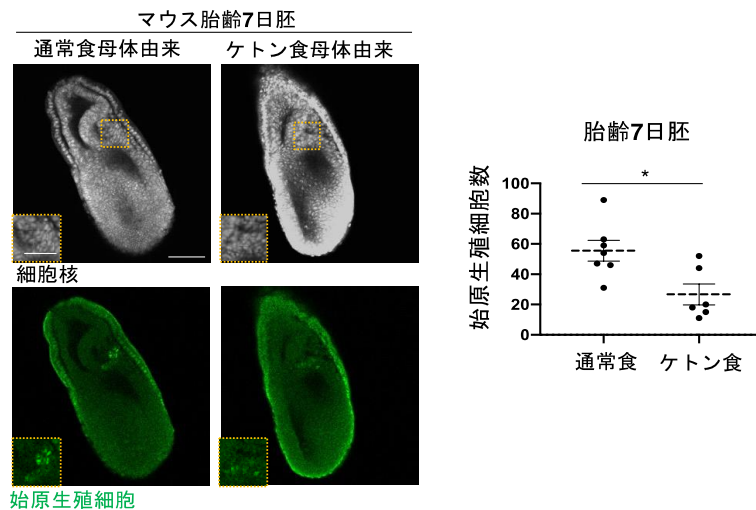 マウス胎齢7日胚
通常食母体由来
ケトン食母体由来
細胞核
始原生殖細胞
胎齢7日胚
*
始原生殖細胞数
100
80
60
40
20
0
通常食
ケトン食